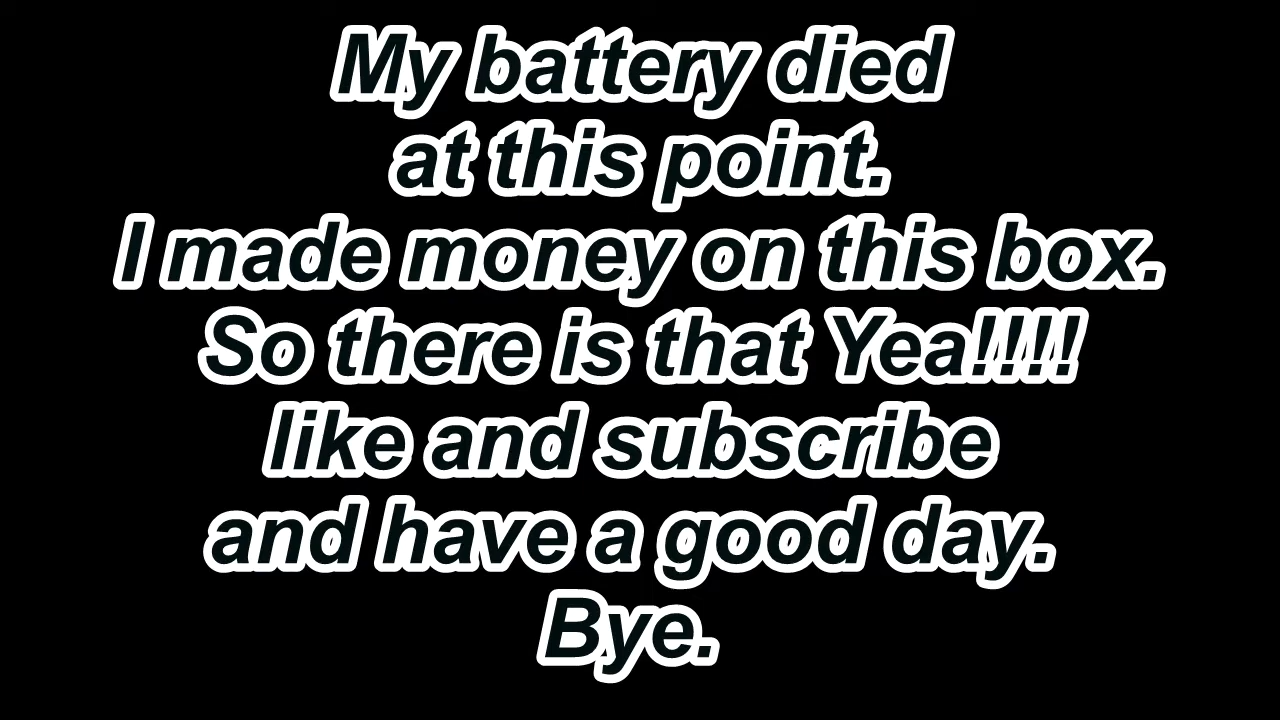 My battery died
at this point.
I made money on this box.
So there is that Yea!!!!
like and subscribe
and have a good day.
Bye.